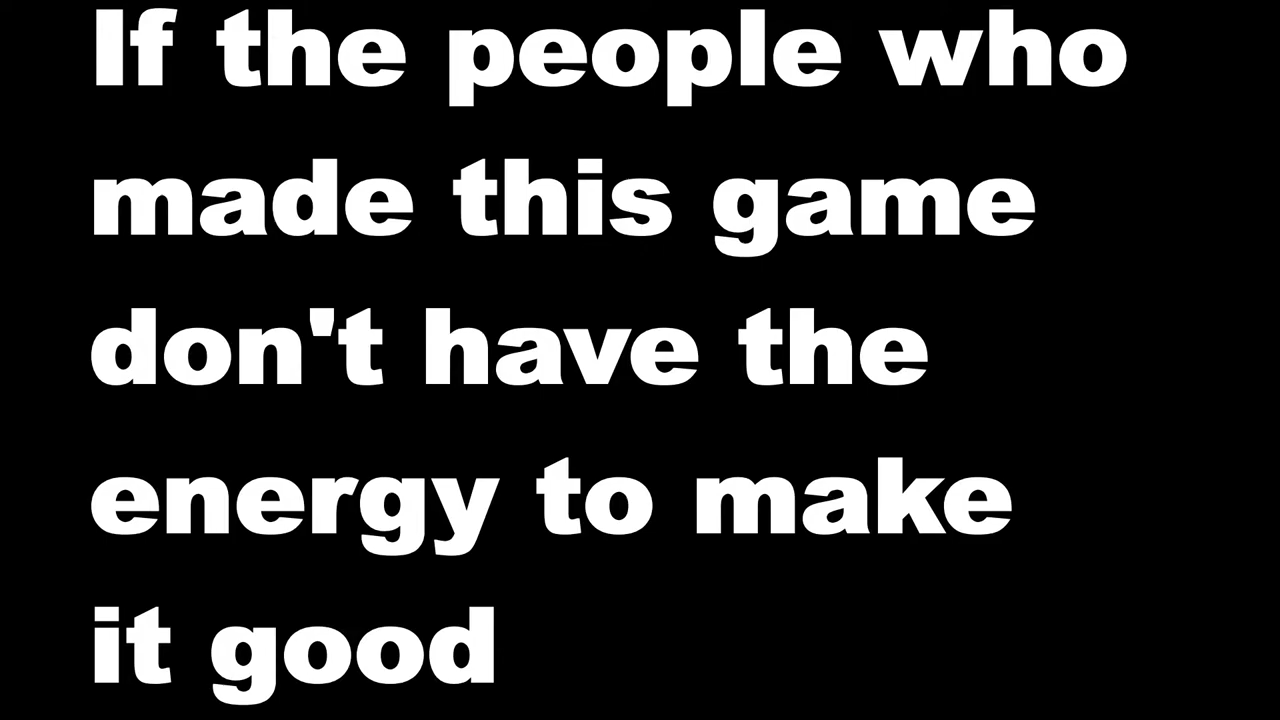 If the people who
made this game
don't have the
energy to make
it good